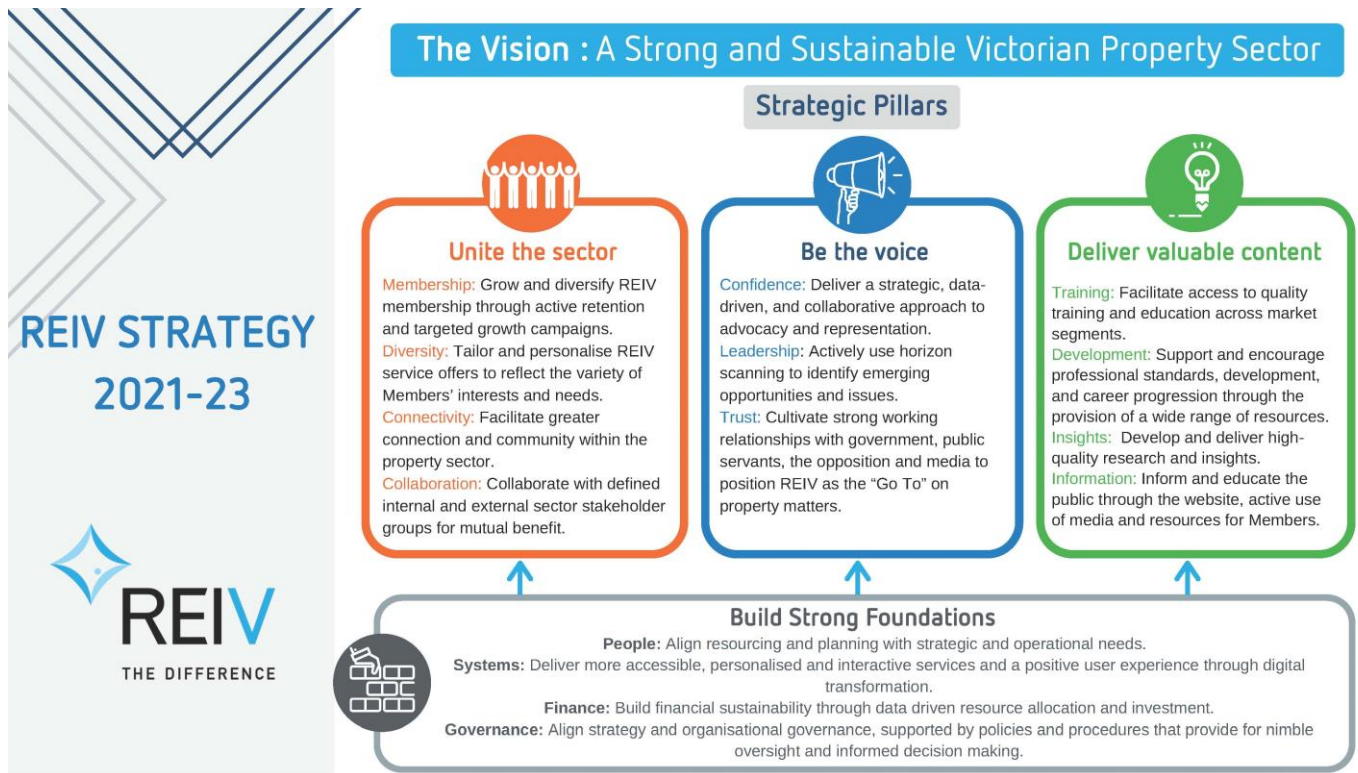 REIV STRATEGY
2021-23
REIV
THE DIFFERENCE
The Vision : A Strong and Sustainable Victorian Property Sector
Strategic Pillars
Unite the sector
Membership: Grow and diversify REIV
membership through active retention
and targeted growth campaigns.
Diversity: Tailor and personalise REIV
service offers to reflect the variety of
Members' interests and needs.
Connectivity: Facilitate greater
connection and community within the
property sector.
Collaboration: Collaborate with defined
internal and external sector stakeholder
groups for mutual benefit.
Be the voice
Confidence: Deliver a strategic, data-
driven, and collaborative approach to
advocacy and representation.
Leadership: Actively use horizon
scanning to identify emerging
opportunities and issues.
Trust: Cultivate strong working
relationships with government, public
servants, the opposition and media to
position REIV as the “Go To” on
property matters.
Deliver valuable content
Training: Facilitate access to quality
training and education across market
segments.
Development: Support and encourage
professional standards, development,
and career progression through the
provision of a wide range of resources.
Insights: Develop and deliver high-
quality research and insights.
Information: Inform and educate the
public through the website, active use
of media and resources for Members.
Build Strong Foundations
People: Align resourcing and planning with strategic and operational needs.
Systems: Deliver more accessible, personalised and interactive services and a positive user experience through digital
transformation.
Finance: Build financial sustainability through data driven resource allocation and investment.
Governance: Align strategy and organisational governance, supported by policies and procedures that provide for nimble
oversight and informed decision making.